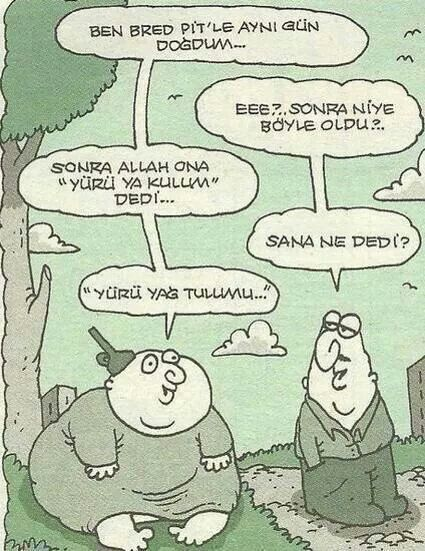 BEN BRED PİT'LE AYNI GÜN
DOĞDUM...
EEE?.. SONRA NİYE
BÖYLE OLDU?..
SONRA ALLAH ONA
"YÜRÜ YA KULUM"
DEDİ...
SANA NE DEDİ?
"YÜRÜ YAĞ TULUMU..."